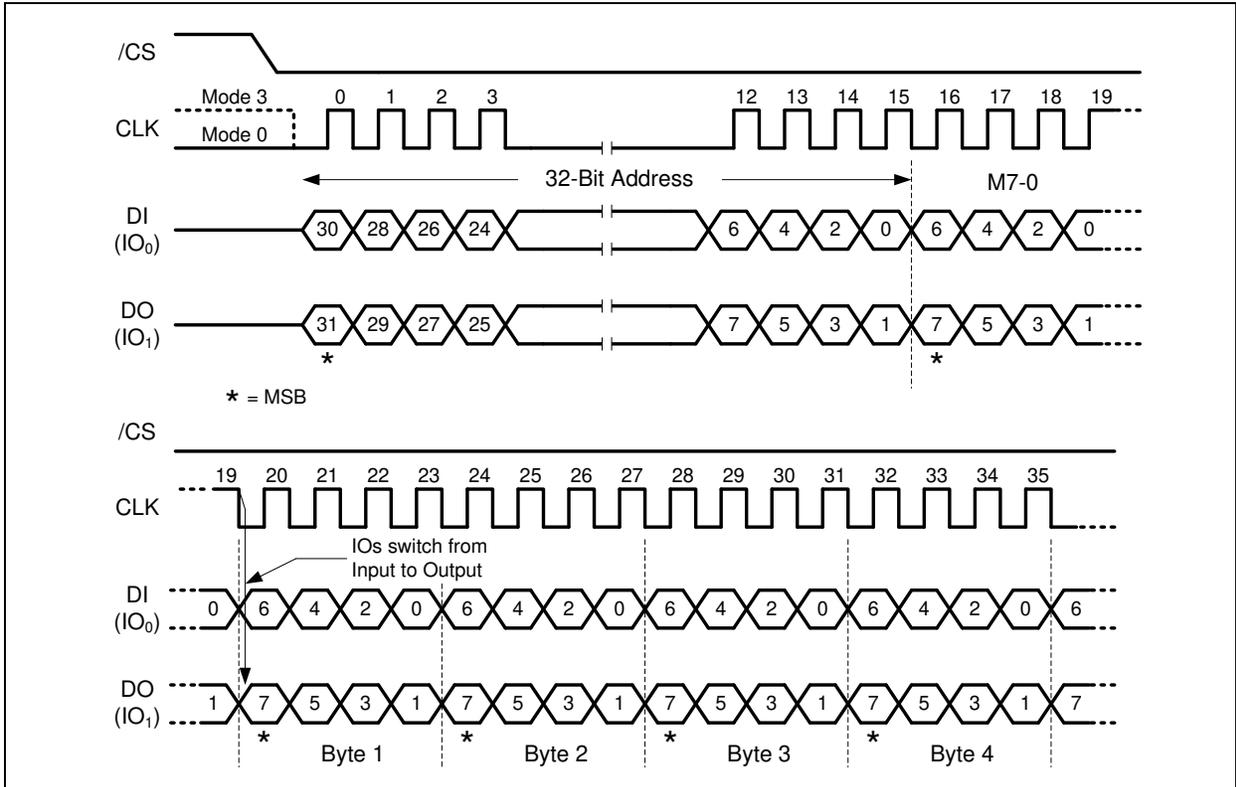 /CS
Mode 3
0 1 2 3 12 13 14 15 16 17 18 19
CLK
Mode 0
32-Bit Address
M7-0
DI
(IO0)
30 28 26 24 6 4 2 0 6 4 2 0
DO
(IO1)
31 29 27 25 7 5 3 1 7 5 3 1
* *
* = MSB
/CS
19 20 21 22 23 24 25 26 27 28 29 30 31 32 33 34 35
CLK
IOs switch from
Input to Output
DI
(IO0)
0 6 4 2 0 6 4 2 0 6 4 2 0 6 4 2 0 6
DO
(IO1)
1 7 5 3 1 7 5 3 1 7 5 3 1 7 5 3 1 7
* * * *
Byte 1 Byte 2 Byte 3 Byte 4